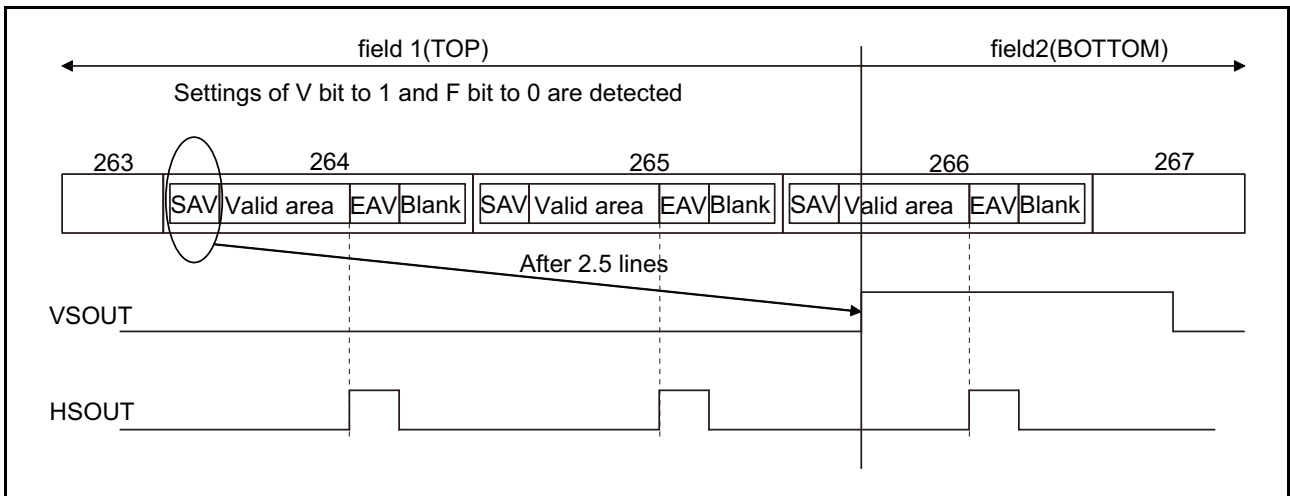 field 1(TOP) field2(BOTTOM)
Settings of V bit to 1 and F bit to 0 are detected
263 264 265 266 267
SAV Valid area EAV Blank SAV Valid area EAV Blank SAV Valid area EAV Blank
After 2.5 lines
VSOUT
HSOUT